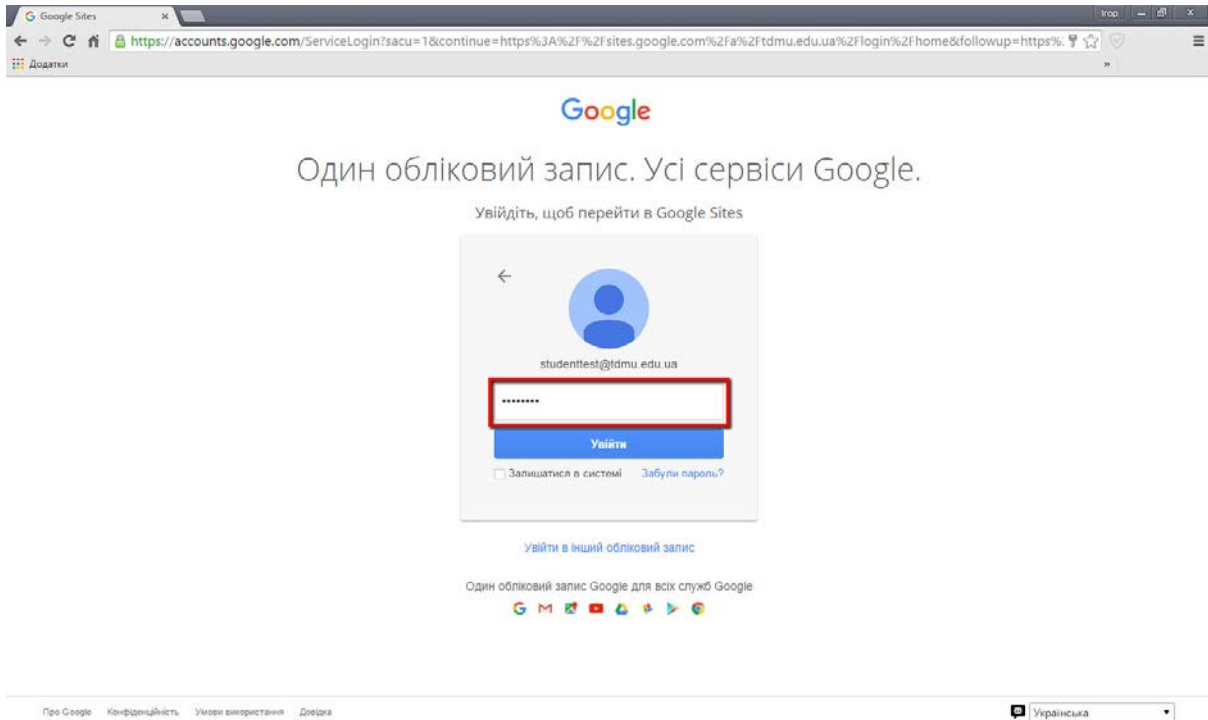 Google Sites
Ігор
https://accounts.google.com/ServiceLogin?sacu=1&continue=https%3A%2F%2Fsites.google.com%2Fa%2Ftdmu.edu.ua%2Flogin%2Fhome&followup=https%.
Додатки
»
Google
Один обліковий запис. Усі сервіси Google.
Увійдіть, щоб перейти в Google Sites
studenttest@tdmu.edu.ua
••••••••
Увійти
Залишатися в системі Забули пароль?
Увійти в інший обліковий запис
Один обліковий запис Google для всіх служб Google
Про Google Конфіденційність Умови використання Довідка Українська